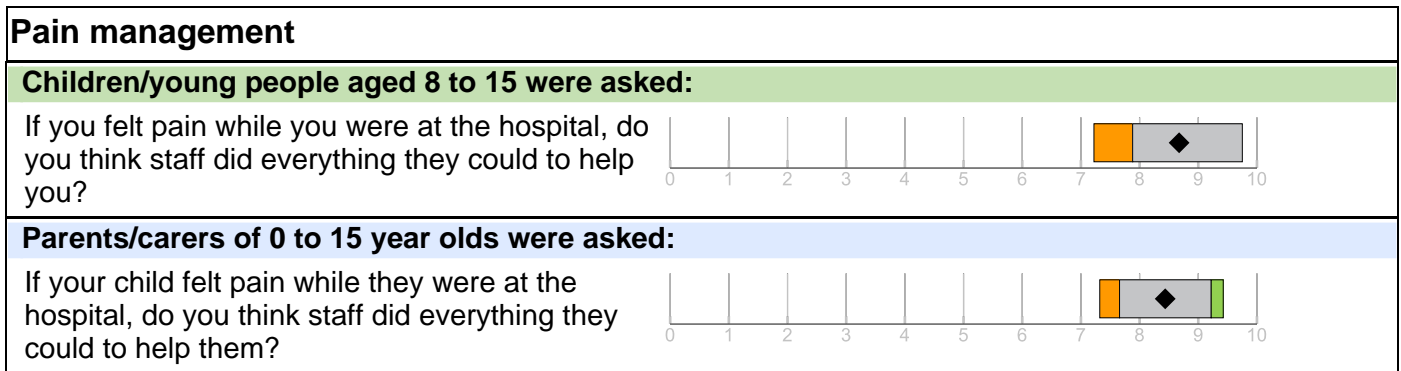 Pain management
Children/young people aged 8 to 15 were asked:
If you felt pain while you were at the hospital, do
you think staff did everything they could to help
you?
0 1 2 3 4 5 6 7 8 9 10
Parents/carers of 0 to 15 year olds were asked:
If your child felt pain while they were at the
hospital, do you think staff did everything they
could to help them?
0 1 2 3 4 5 6 7 8 9 10